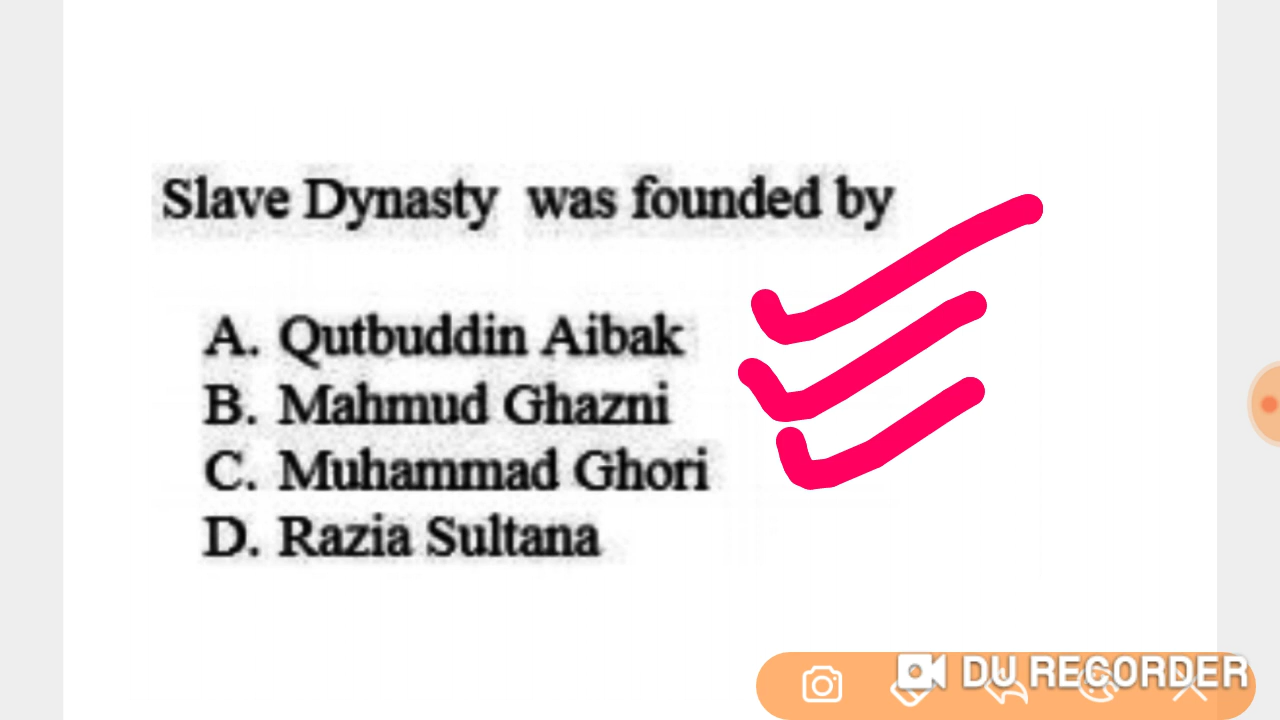 Slave Dynasty was founded by
A. Qutbuddin Aibak
B. Mahmud Ghazni
C. Muhammad Ghori
D. Razia Sultana
DU RECORDER